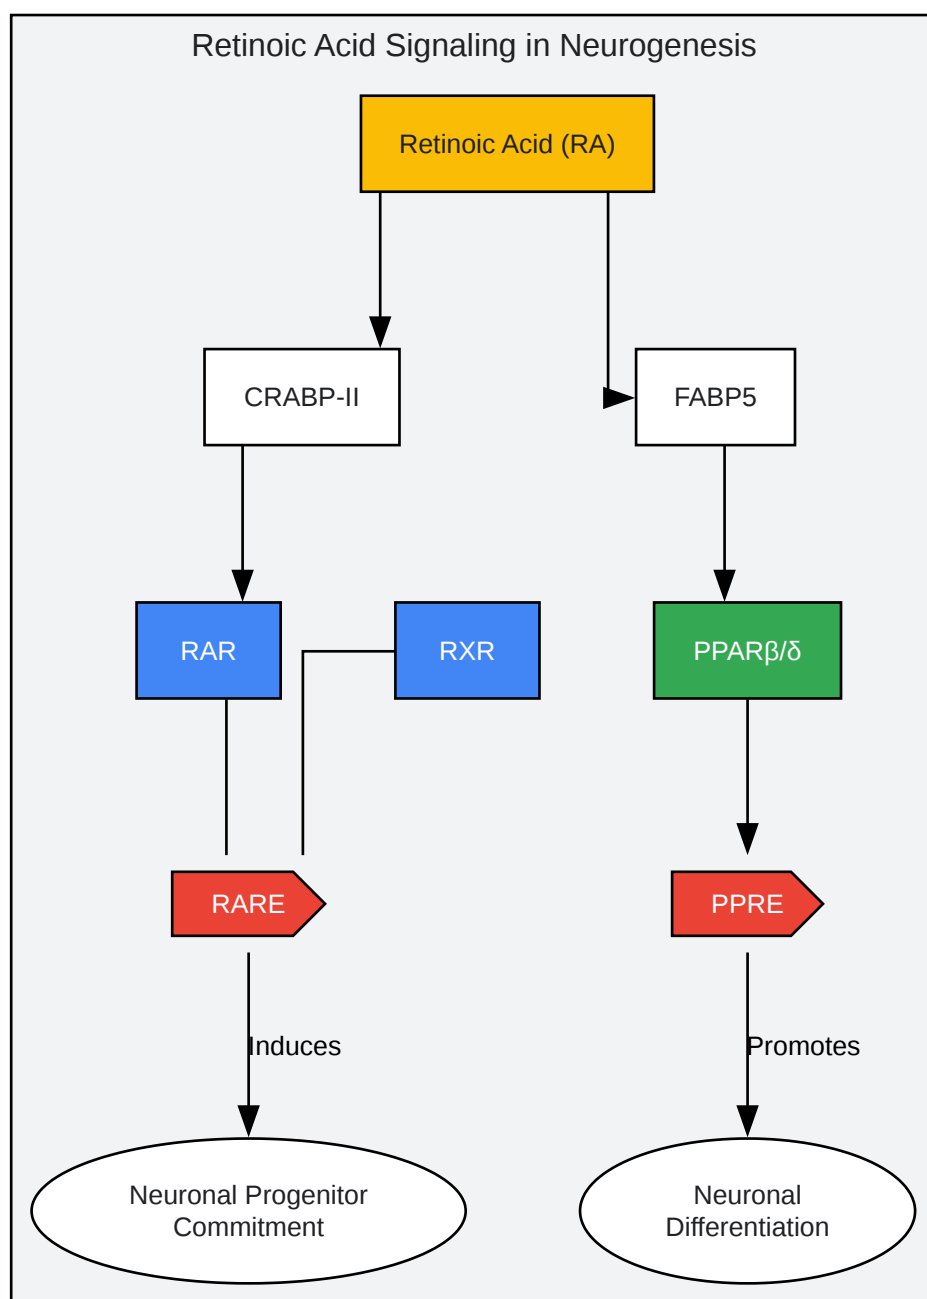 Retinoic Acid Signaling in Neurogenesis
Retinoic Acid (RA)
CRABP-II
FABP5
RAR
RXR
PPARβ/δ
RARE
PPRE
Induces
Promotes
Neuronal Progenitor
Commitment
Neuronal
Differentiation